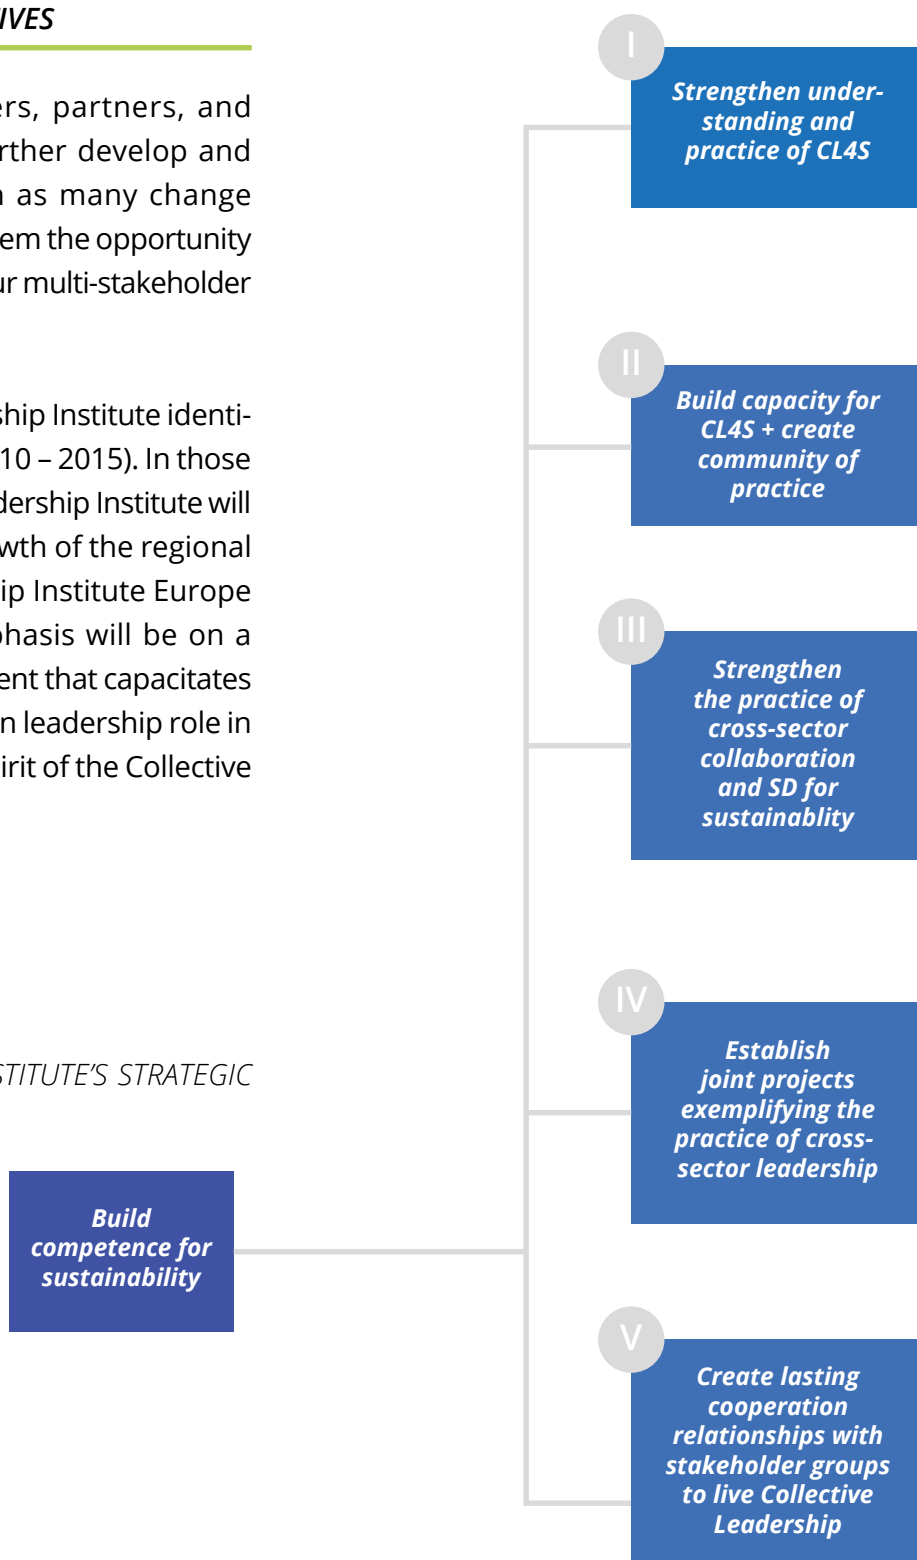 IVES
ers, partners, and
rther develop and
as many change
em the opportunity
ur multi-stakeholder
ship Institute identi-
10 – 2015). In those
dership Institute will
wth of the regional
ip Institute Europe
phasis will be on a
ent that capacitates
n leadership role in
irit of the Collective
STITUTE'S STRATEGIC
Build
competence for
sustainability
I
Strengthen under-
standing and
practice of CL4S
II
Build capacity for
CL4S + create
community of
practice
III
Strengthen
the practice of
cross-sector
collaboration
and SD for
sustainablity
IV
Establish
joint projects
exemplifying the
practice of cross-
sector leadership
V
Create lasting
cooperation
relationships with
stakeholder groups
to live Collective
Leadership